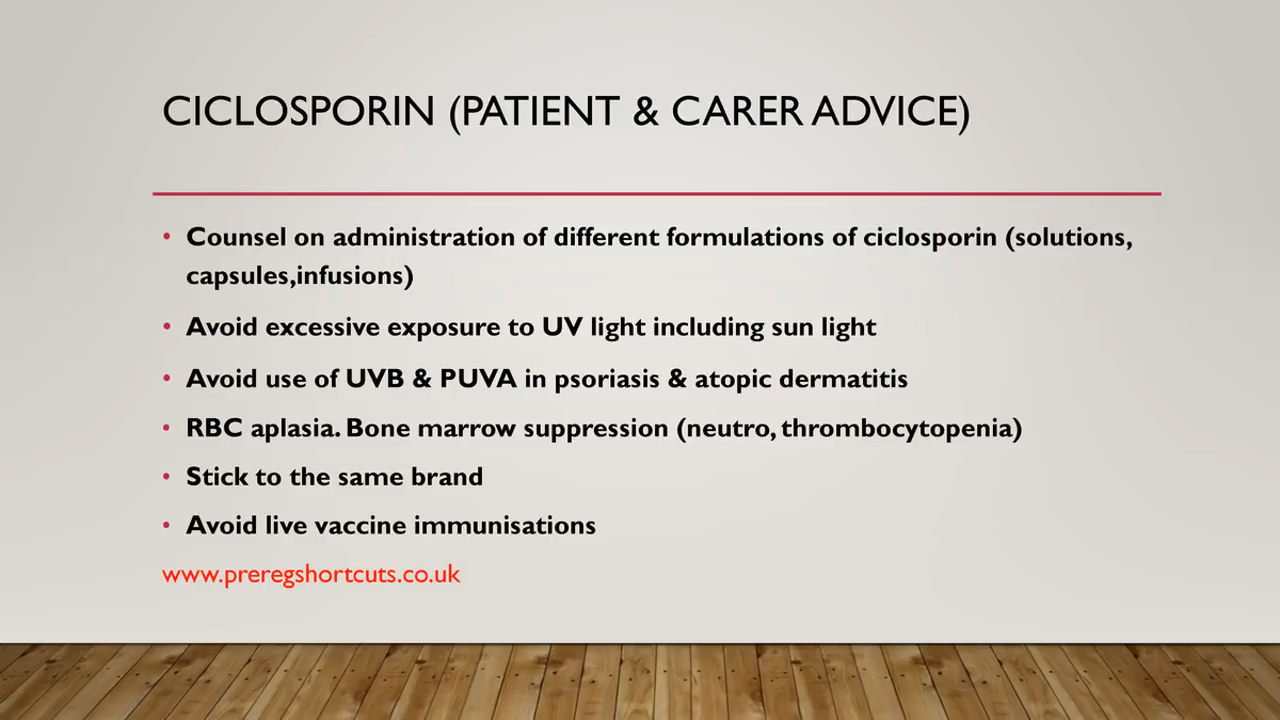 CICLOSPORIN (PATIENT & CARER ADVICE)
• Counsel on administration of different formulations of ciclosporin (solutions,
capsules,infusions)
• Avoid excessive exposure to UV light including sun light
• Avoid use of UVB & PUVA in psoriasis & atopic dermatitis
• RBC aplasia. Bone marrow suppression (neutro, thrombocytopenia)
• Stick to the same brand
• Avoid live vaccine immunisations
www.preregshortcuts.co.uk